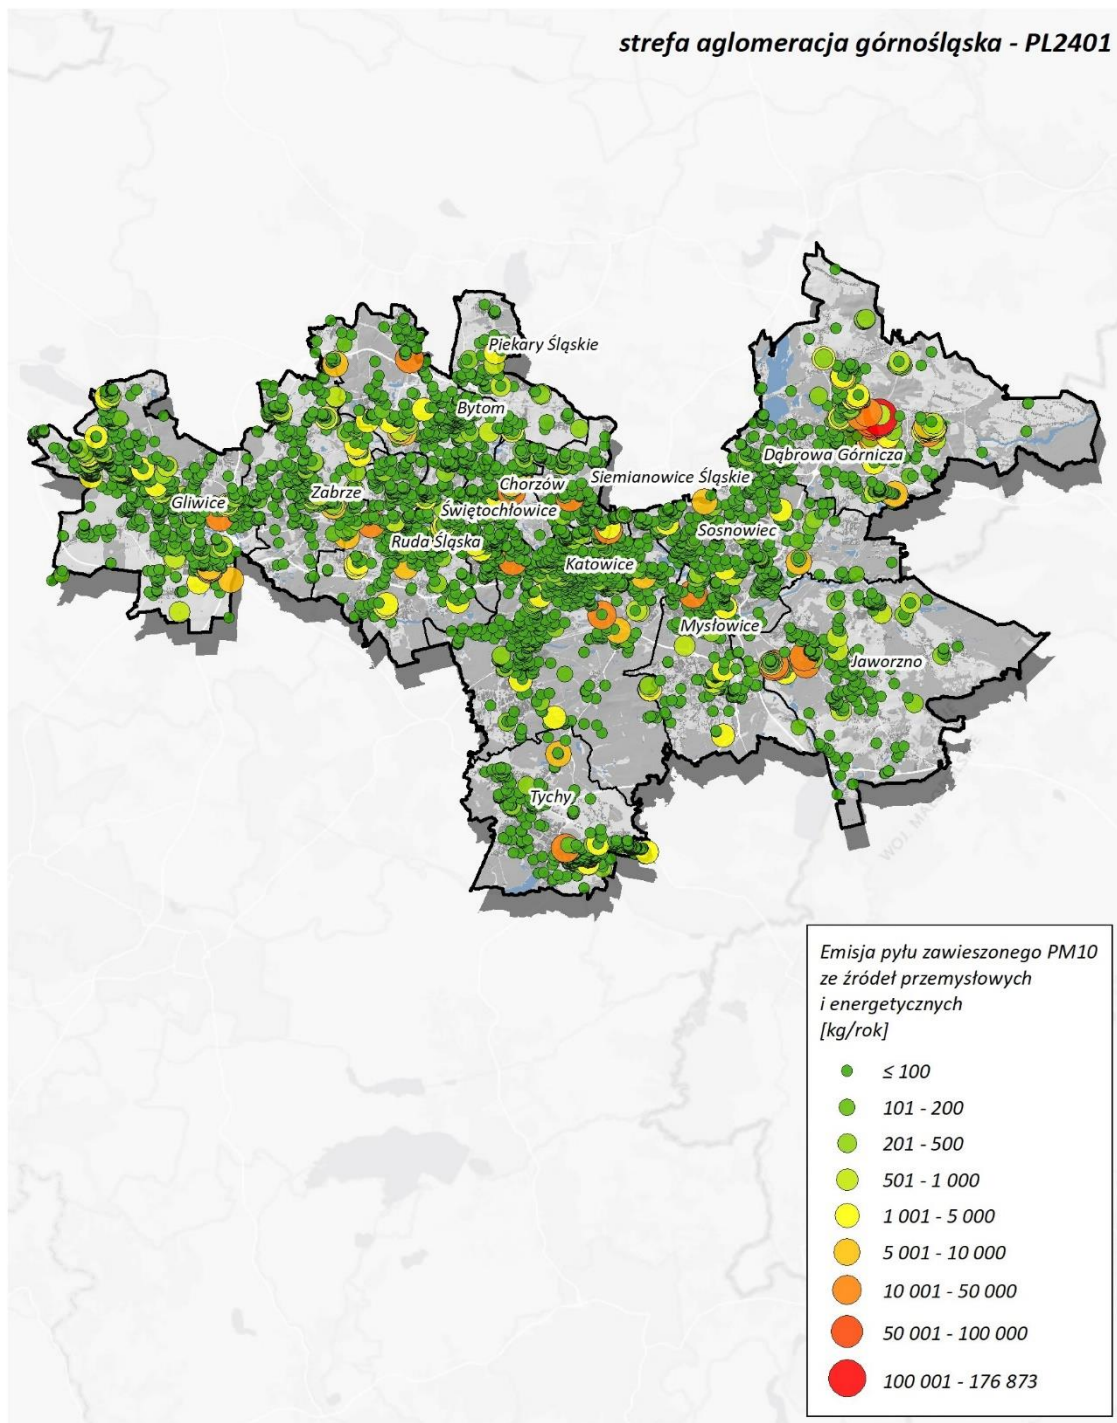 strefa aglomeracja górnośląska - PL2401
Piekary Śląskie
Bytom
Dąbrowa Górnicza
Siemianowice Śląskie
Chorzów
Zabrze
Gliwice
Świętochłowice
Sosnowiec
Ruda Śląska
Katowice
Mysłowice
Jaworzno
Tychy
Emisja pyłu zawieszonego PM10
ze źródeł przemysłowych
i energetycznych
[kg/rok]
≤ 100
101 - 200
201 - 500
501 - 1 000
1 001 - 5 000
5 001 - 10 000
10 001 - 50 000
50 001 - 100 000
100 001 - 176 873